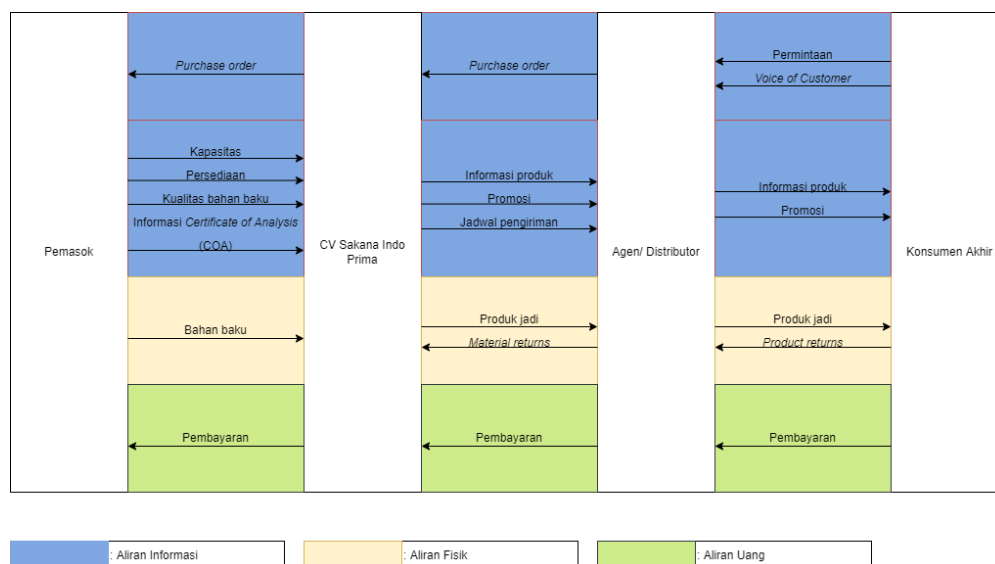 Purchase order
Purchase order
Permintaan
Voice of Customer
Kapasitas
Persediaan
Kualitas bahan baku
Informasi Certificate of Analysis
(COA)
Informasi produk
Promosi
Jadwal pengiriman
Informasi produk
Promosi
Pemasok
CV Sakana Indo
Prima
Agen/ Distributor
Konsumen Akhir
Bahan baku
Produk jadi
Material returns
Produk jadi
Product returns
Pembayaran
Pembayaran
Pembayaran
: Aliran Informasi
: Aliran Fisik
: Aliran Uang